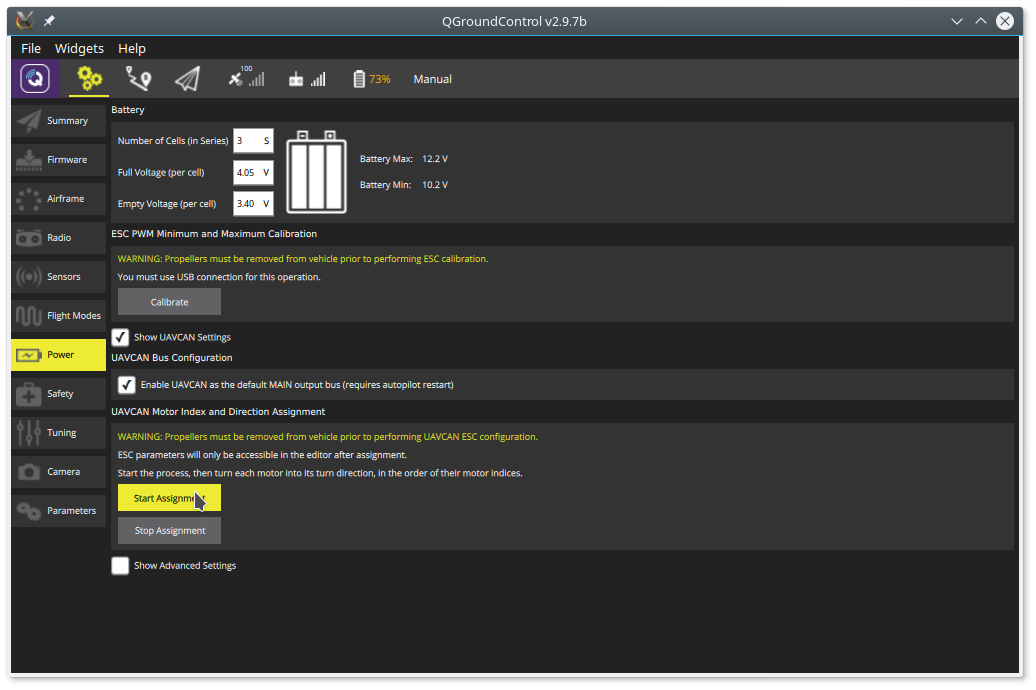 QGroundControl v2.9.7b
File Widgets Help
100
73% Manual
Summary
Firmware
Airframe
Radio
Sensors
Flight Modes
Power
Safety
Tuning
Camera
Parameters
Battery
Number of Cells (in Series) 3 S
Full Voltage (per cell) 4.05 V
Empty Voltage (per cell) 3.40 V
Battery Max: 12.2 V
Battery Min: 10.2 V
ESC PWM Minimum and Maximum Calibration
WARNING: Propellers must be removed from vehicle prior to performing ESC calibration.
You must use USB connection for this operation.
Calibrate
Show UAVCAN Settings
UAVCAN Bus Configuration
Enable UAVCAN as the default MAIN output bus (requires autopilot restart)
UAVCAN Motor Index and Direction Assignment
WARNING: Propellers must be removed from vehicle prior to performing UAVCAN ESC configuration.
ESC parameters will only be accessible in the editor after assignment.
Start the process, then turn each motor into its turn direction, in the order of their motor indices.
Start Assignment
Stop Assignment
Show Advanced Settings